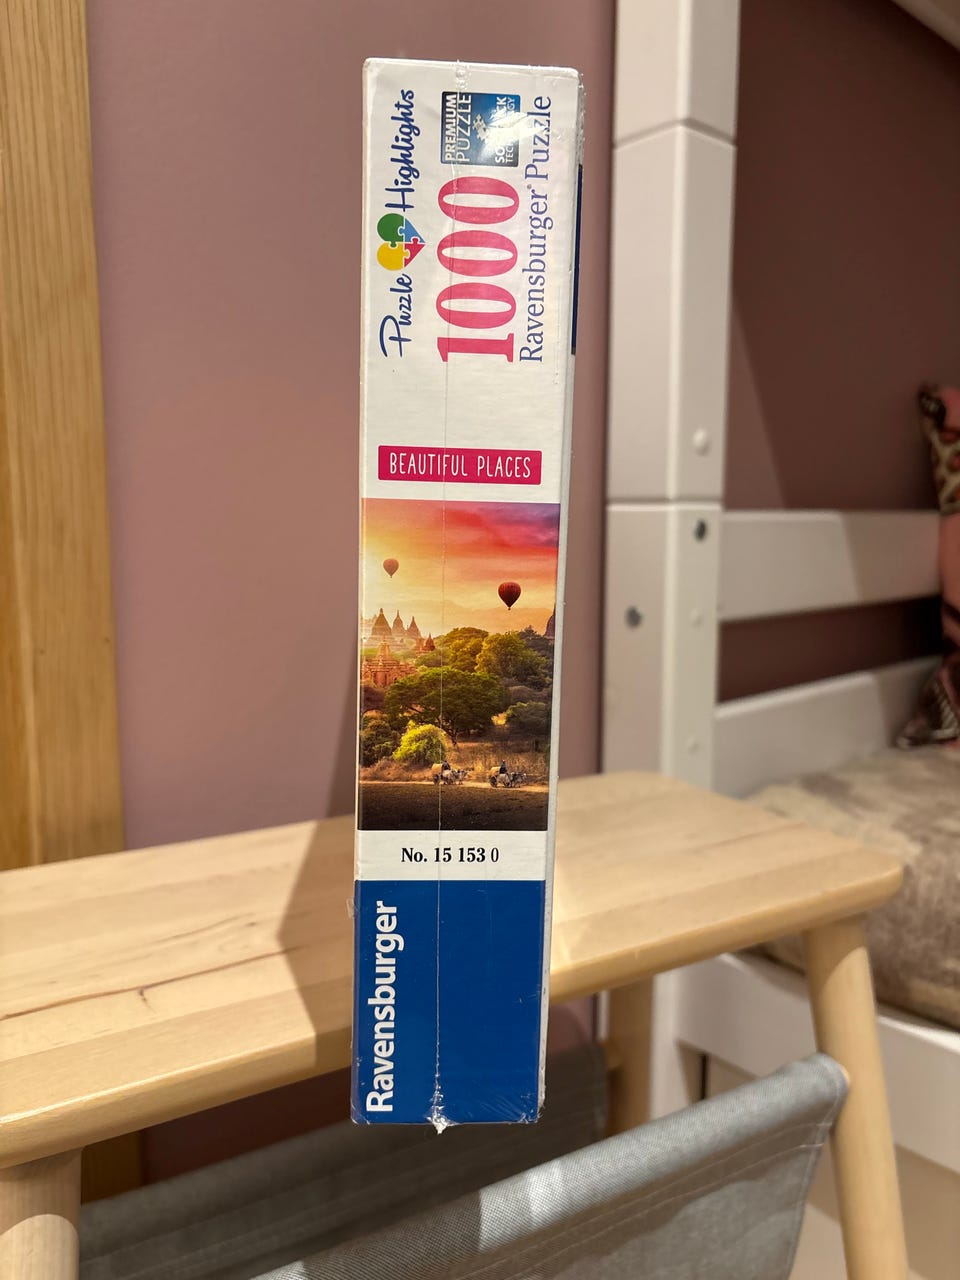 Puzzle Highlights
1000
PREMIUM
PUZZLE
Ravensburger Puzzle
BEAUTIFUL PLACES
No. 15 153 0
Ravensburger